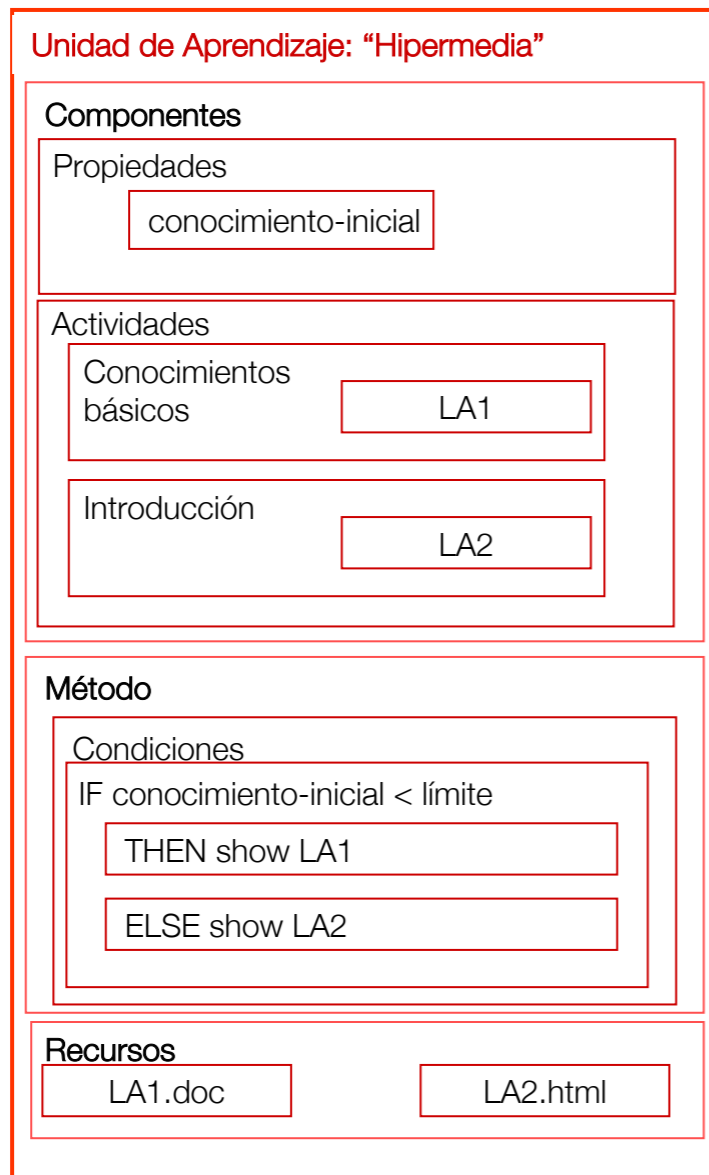 Unidad de Aprendizaje: “Hipermedia”
Componentes
Propiedades
conocimiento-inicial
Actividades
Conocimientos
básicos
LA1
Introducción
LA2
Método
Condiciones
IF conocimiento-inicial < límite
THEN show LA1
ELSE show LA2
Recursos
LA1.doc
LA2.html